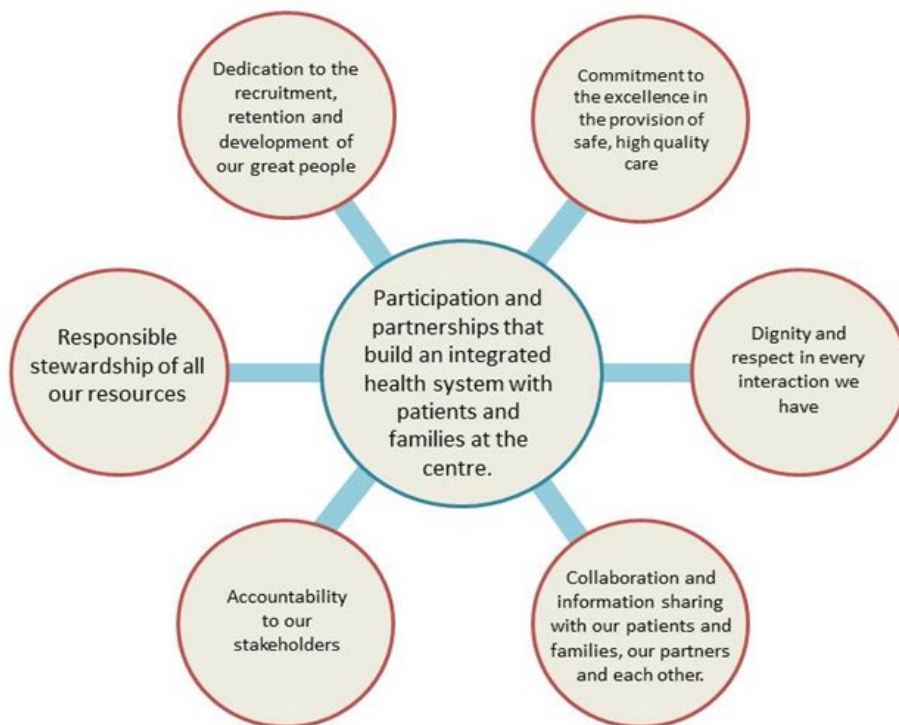 Dedication to the
recruitment,
retention and
development of
our great people
Commitment to
the excellence in
the provision of
safe, high quality
care
Participation and
partnerships that
build an integrated
health system with
patients and
families at the
centre.
Responsible
stewardship of all
our resources
Dignity and
respect in every
interaction we
have
Accountability
to our
stakeholders
Collaboration and
information sharing
with our patients and
families, our partners
and each other.